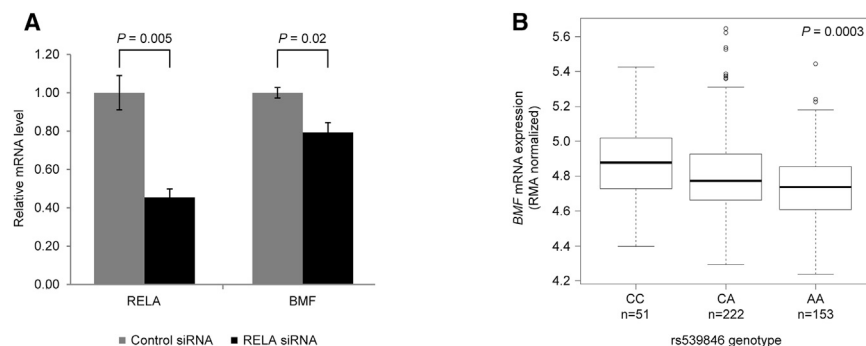 A
P = 0.005
P = 0.02
1.20
1.00
0.80
0.60
0.40
0.20
0.00
Relative mRNA level
RELA
BMF
Control siRNA
RELA siRNA
B
P = 0.0003
5.6
5.4
5.2
5.0
4.8
4.6
4.4
4.2
BMF mRNA expression
(RMA normalized)
CC
CA
AA
n=51
n=222
n=153
rs539846 genotype